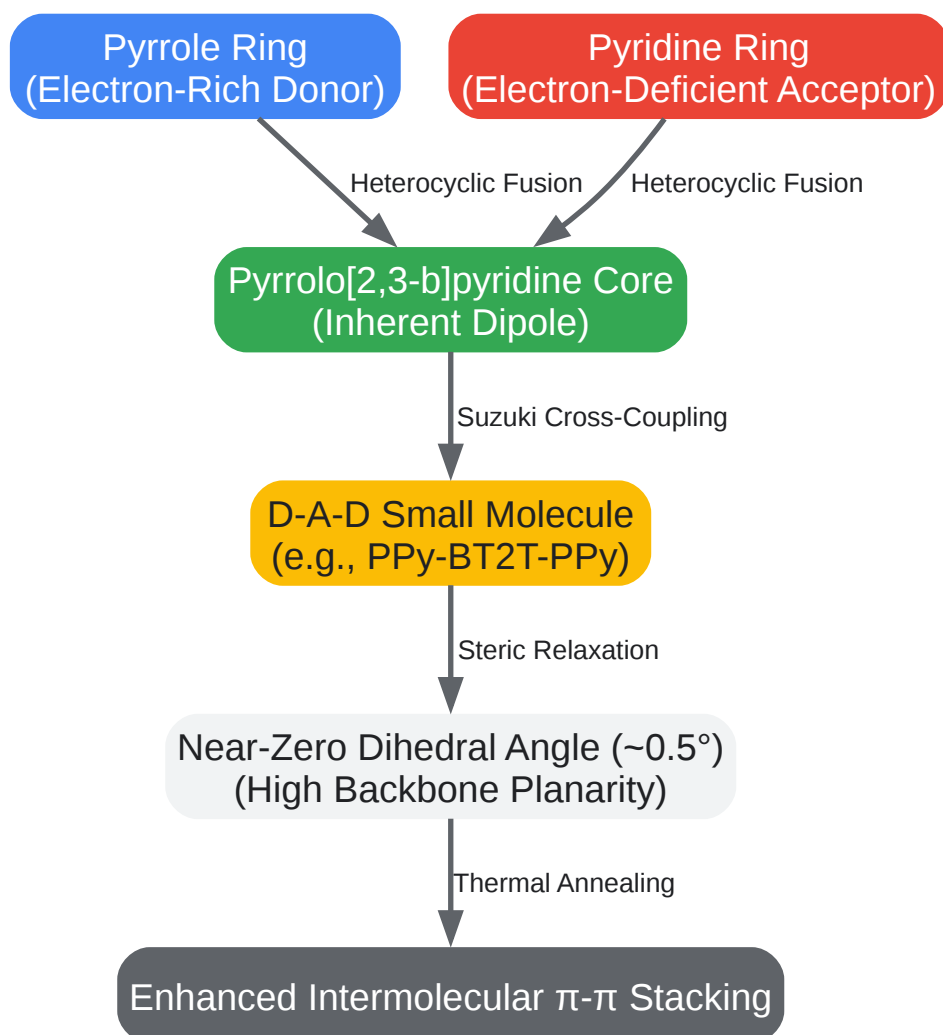 Pyrrole Ring
(Electron-Rich Donor)
Pyridine Ring
(Electron-Deficient Acceptor)
Heterocyclic Fusion
Heterocyclic Fusion
Pyrrolo[2,3-b]pyridine Core
(Inherent Dipole)
Suzuki Cross-Coupling
D-A-D Small Molecule
(e.g., PPy-BT2T-PPy)
Steric Relaxation
Near-Zero Dihedral Angle (~0.5°)
(High Backbone Planarity)
Thermal Annealing
Enhanced Intermolecular π-π Stacking